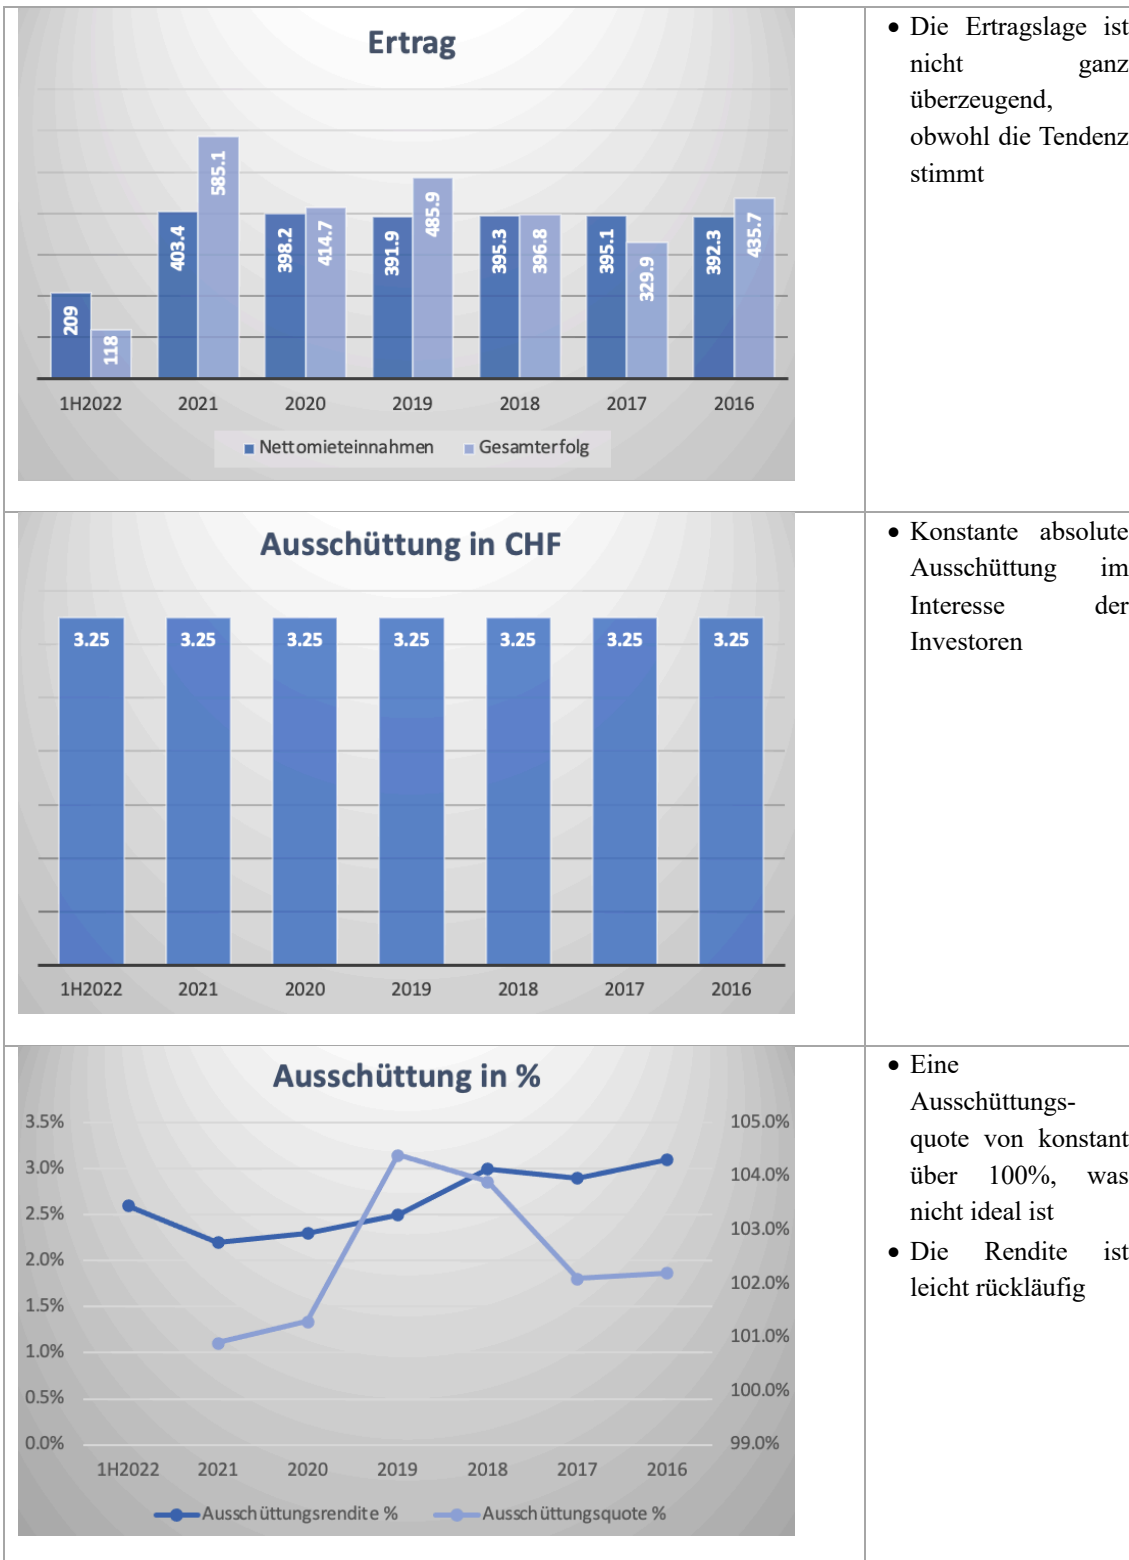 Ertrag
209
118
403.4
585.1
398.2
414.7
391.9
485.9
395.3
396.8
395.1
329.9
392.3
435.7
1H2022 2021 2020 2019 2018 2017 2016
Nettomieteinnahmen Gesamterfolg
• Die Ertragslage ist
nicht ganz
überzeugend,
obwohl die Tendenz
stimmt
Ausschüttung in CHF
3.25 3.25 3.25 3.25 3.25 3.25 3.25
1H2022 2021 2020 2019 2018 2017 2016
• Konstante absolute
Ausschüttung im
Interesse der
Investoren
Ausschüttung in %
3.5% 105.0%
3.0% 104.0%
2.5% 103.0%
2.0% 102.0%
1.5% 101.0%
1.0% 100.0%
0.5% 99.0%
0.0%
1H2022 2021 2020 2019 2018 2017 2016
Ausschüttungsrendite % Ausschüttungsquote %
• Eine
Ausschüttungs-
quote von konstant
über 100%, was
nicht ideal ist
• Die Rendite ist
leicht rückläufig